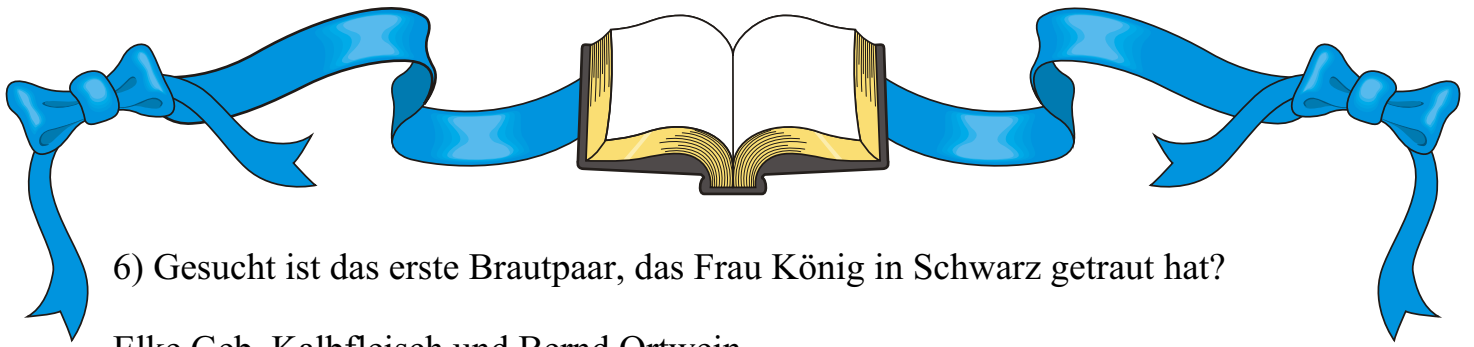 6) Gesucht ist das erste Brautpaar, das Frau König in Schwarz getraut hat?
Elke Geb. Kalbfleisch und Bernd Ortwein